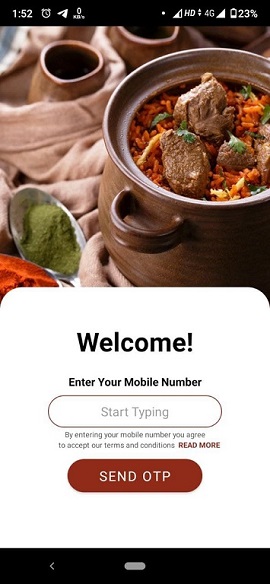 1:52 0 KB/s HD 4G 23%
Welcome!
Enter Your Mobile Number
Start Typing
By entering your mobile number you agree
to accept our terms and conditions READ MORE
SEND OTP